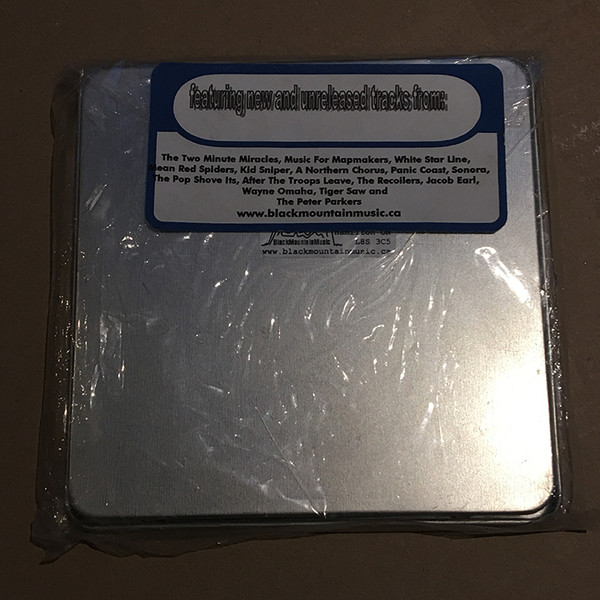 featuring new and unreleased tracks from:
The Two Minute Miracles, Music For Mapmakers, White Star Line,
Mean Red Spiders, Kid Sniper, A Northern Chorus, Panic Coast, Sonora,
The Pop Shove Its, After The Troops Leave, The Recoilers, Jacob Earl,
Wayne Omaha, Tiger Saw and
The Peter Parkers
www.blackmountainmusic.ca
BlackMountainMusic L8S 3C5
www.blackmountainmusic.ca